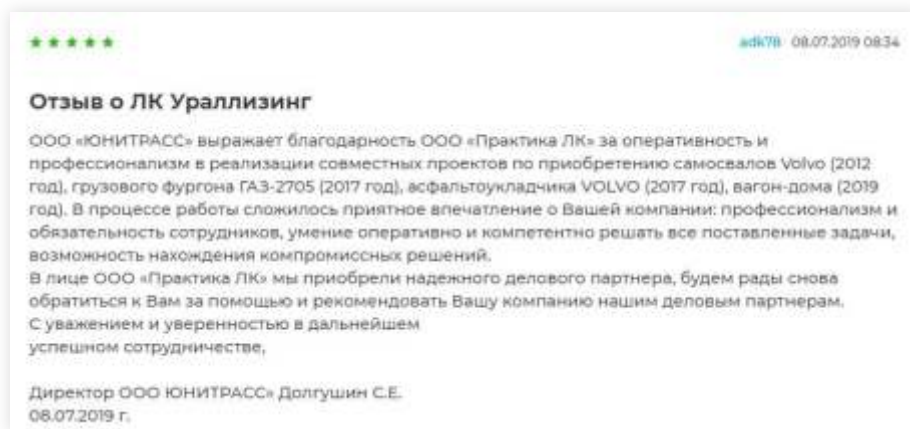 adk78 08.07.2019 08:34
Отзыв о ЛК Ураллизинг
ООО «ЮНИТРАСС» выражает благодарность ООО «Практика ЛК» за оперативность и
профессионализм в реализации совместных проектов по приобретению самосвалов Volvo (2012
год), грузового фургона ГАЗ-2705 (2017 год), асфальтоукладчика VOLVO (2017 год), вагон-дома (2019
год). В процессе работы сложилось приятное впечатление о Вашей компании: профессионализм и
обязательность сотрудников, умение оперативно и компетентно решать все поставленные задачи,
возможность нахождения компромиссных решений.
В лице ООО «Практика ЛК» мы приобрели надежного делового партнера, будем рады снова
обратиться к Вам за помощью и рекомендовать Вашу компанию нашим деловым партнерам.
С уважением и уверенностью в дальнейшем
успешном сотрудничестве,
Директор ООО ЮНИТРАСС» Долгушин С.Е.
08.07.2019 г.